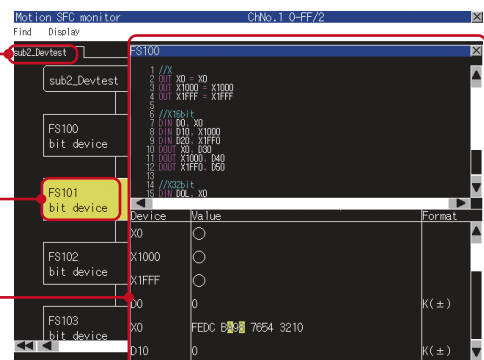 Motion SFC monitor ChNo.1 0-FF/2
Find Display
sub2_Devtest
sub2_Devtest
FS100
bit device
FS101
bit device
FS102
bit device
FS103
bit device
FS100
1 //X
2 OUT X0 = X0
3 OUT X1000 = X1000
4 OUT X1FFF = X1FFF
5
6 //X16bit
7 DIN D0, X0
8 DIN D10, X1000
9 DIN D20, X1FF0
10 DOUT X0, D30
11 DOUT X1000, D40
12 DOUT X1FF0, D50
13
14 //X32bit
15 DIN D0L, X0
Device Value Format
X0 ○
X1000 ○
X1FFF ○
D0 0 K(±)
X0 FEDC BA98 7654 3210
D10 0 K(±)